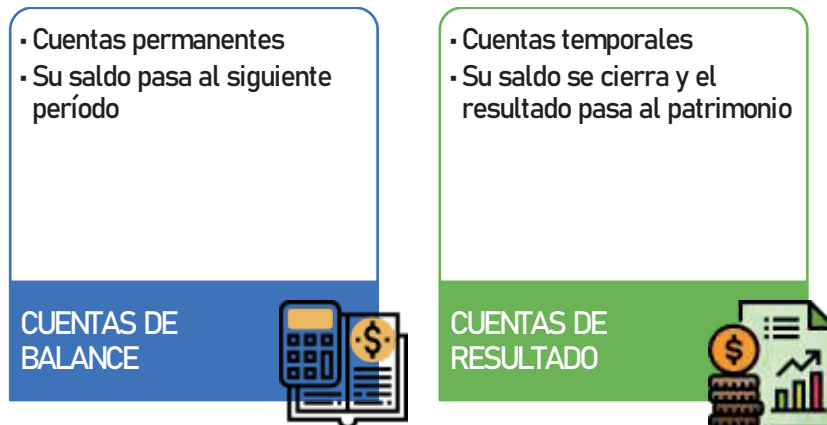 ▪ Cuentas permanentes
▪ Su saldo pasa al siguiente
período
CUENTAS DE
BALANCE
$
▪ Cuentas temporales
▪ Su saldo se cierra y el
resultado pasa al patrimonio
CUENTAS DE
RESULTADO
$